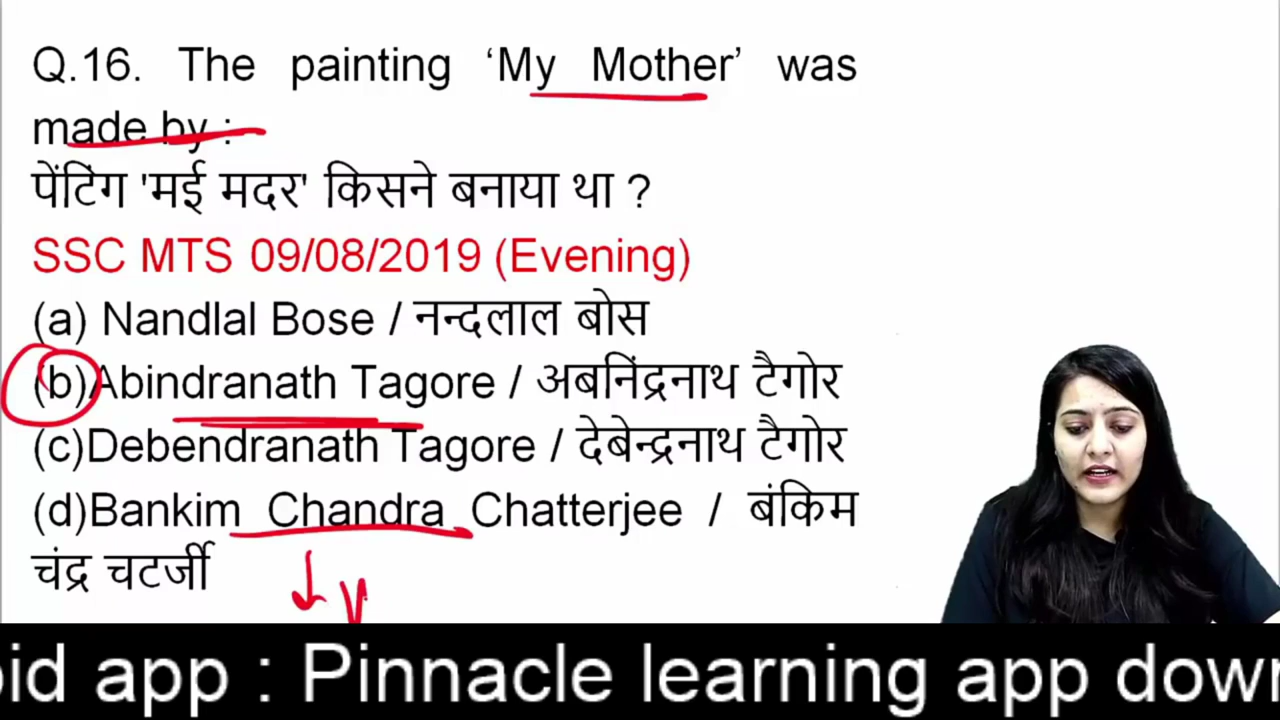 Q.16. The painting ‘My Mother’ was
made by :
पेंटिंग 'मई मदर' किसने बनाया था ?
SSC MTS 09/08/2019 (Evening)
(a) Nandlal Bose / नन्दलाल बोस
(b)Abindranath Tagore / अबनिंद्रनाथ टैगोर
(c)Debendranath Tagore / देबेन्द्रनाथ टैगोर
(d)Bankim Chandra Chatterjee / बंकिम
चंद्र चटर्जी
oid app : Pinnacle learning app down